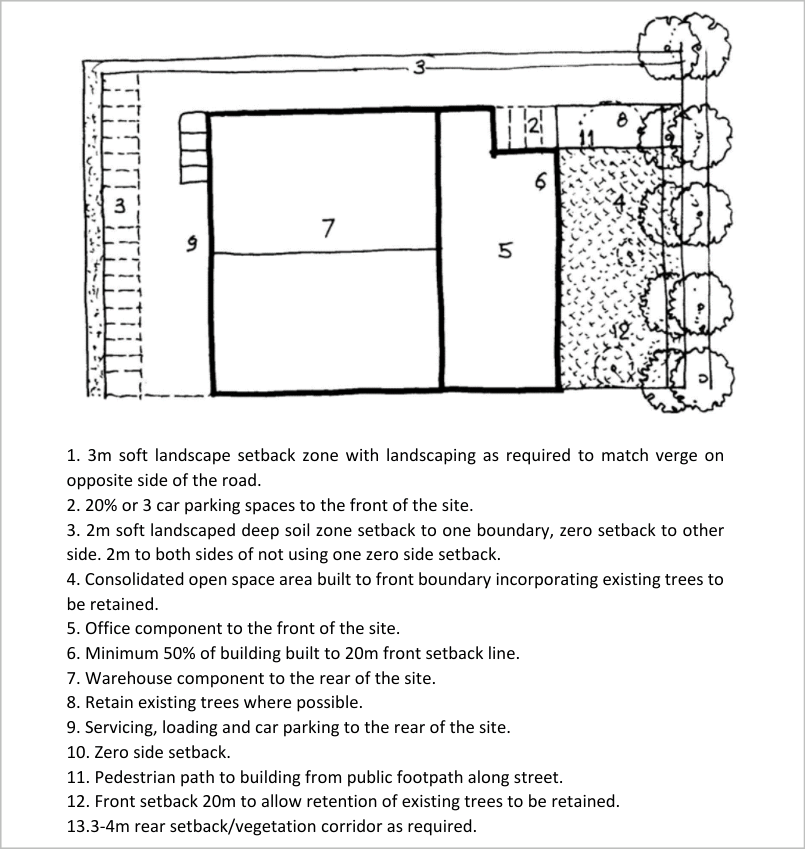 3
2
8
11
6
3
4
7
9
5
12
1. 3m soft landscape setback zone with landscaping as required to match verge on
opposite side of the road.
2. 20% or 3 car parking spaces to the front of the site.
3. 2m soft landscaped deep soil zone setback to one boundary, zero setback to other
side. 2m to both sides of not using one zero side setback.
4. Consolidated open space area built to front boundary incorporating existing trees to
be retained.
5. Office component to the front of the site.
6. Minimum 50% of building built to 20m front setback line.
7. Warehouse component to the rear of the site.
8. Retain existing trees where possible.
9. Servicing, loading and car parking to the rear of the site.
10. Zero side setback.
11. Pedestrian path to building from public footpath along street.
12. Front setback 20m to allow retention of existing trees to be retained.
13.3-4m rear setback/vegetation corridor as required.